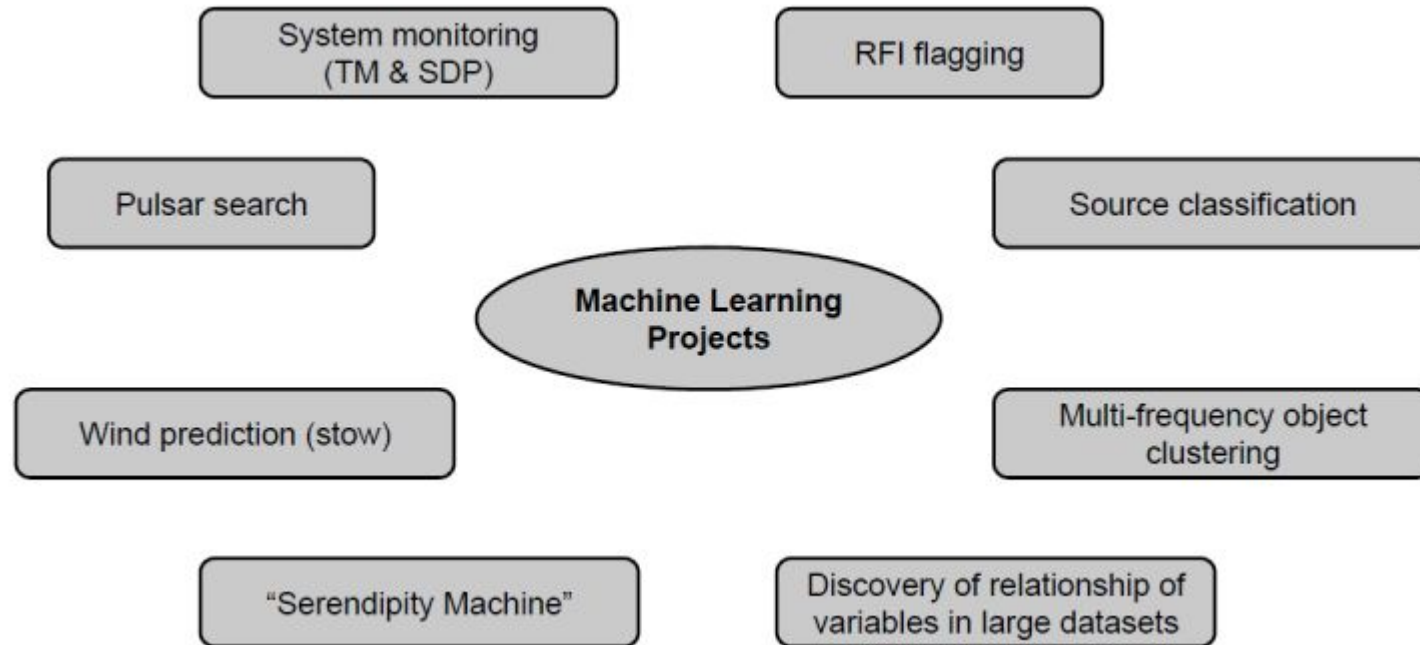 System monitoring
(TM & SDP)
RFI flagging
Pulsar search
Source classification
Machine Learning
Projects
Wind prediction (stow)
Multi-frequency object
clustering
“Serendipity Machine”
Discovery of relationship of
variables in large datasets